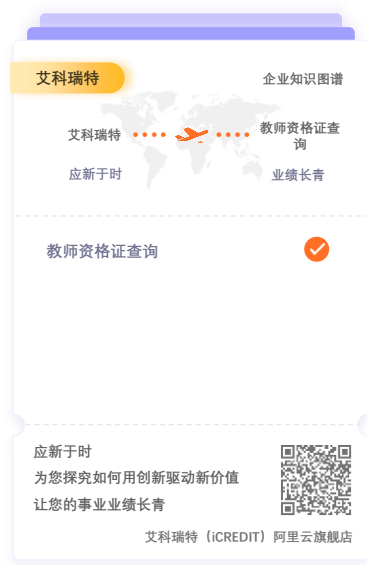 艾科瑞特
企业知识图谱
艾科瑞特
教师资格证查
询
应新于时
业绩长青
教师资格证查询
应新于时
为您探究如何用创新驱动新价值
让您的事业业绩长青
艾科瑞特（iCREDIT）阿里云旗舰店